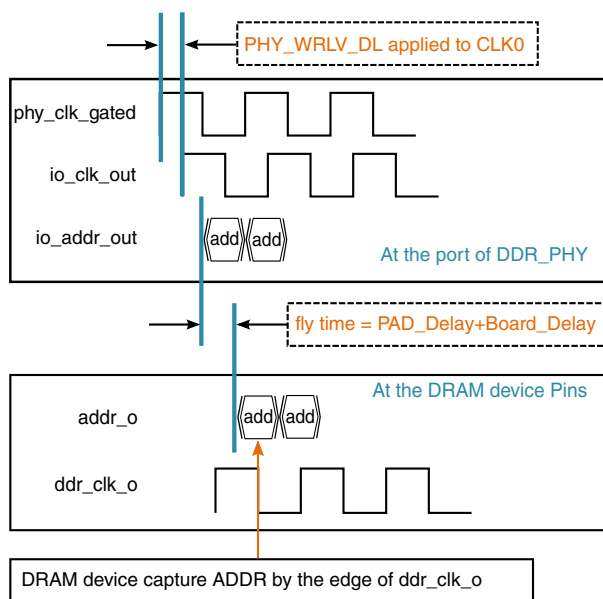 PHY_WRLV_DL applied to CLK0
phy_clk_gated
io_clk_out
io_addr_out
add add
At the port of DDR_PHY
fly time = PAD_Delay+Board_Delay
At the DRAM device Pins
addr_o
add add
ddr_clk_o
DRAM device capture ADDR by the edge of ddr_clk_o